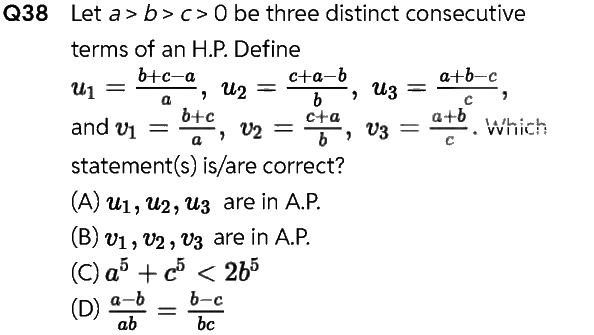 Q38 Let a > b > c > 0 be three distinct consecutive
terms of an H.P. Define
u₁ = (b+c−a)/a, u₂ = (c+a−b)/b, u₃ = (a+b−c)/c,
and v₁ = (b+c)/a, v₂ = (c+a)/b, v₃ = (a+b)/c. Which
statement(s) is/are correct?
(A) u₁, u₂, u₃ are in A.P.
(B) v₁, v₂, v₃ are in A.P.
(C) a⁵ + c⁵ < 2b⁵
(D) (a−b)/ab = (b−c)/bc